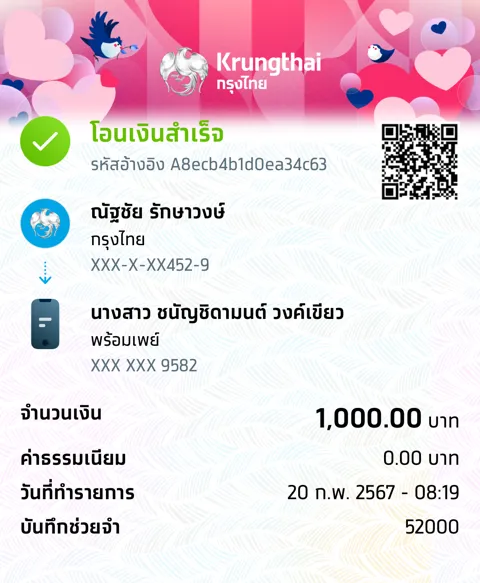 Krungthai
กรุงไทย
โอนเงินสำเร็จ
รหัสอ้างอิง A8ecb4b1d0ea34c63
ณัฐชัย รักษาวงษ์
กรุงไทย
XXX-X-XX452-9
นางสาว ชนัญชิดามนต์ วงค์เขียว
พร้อมเพย์
XXX XXX 9582
จำนวนเงิน 1,000.00 บาท
ค่าธรรมเนียม 0.00 บาท
วันที่ทำรายการ 20 ก.พ. 2567 - 08:19
บันทึกช่วยจำ 52000